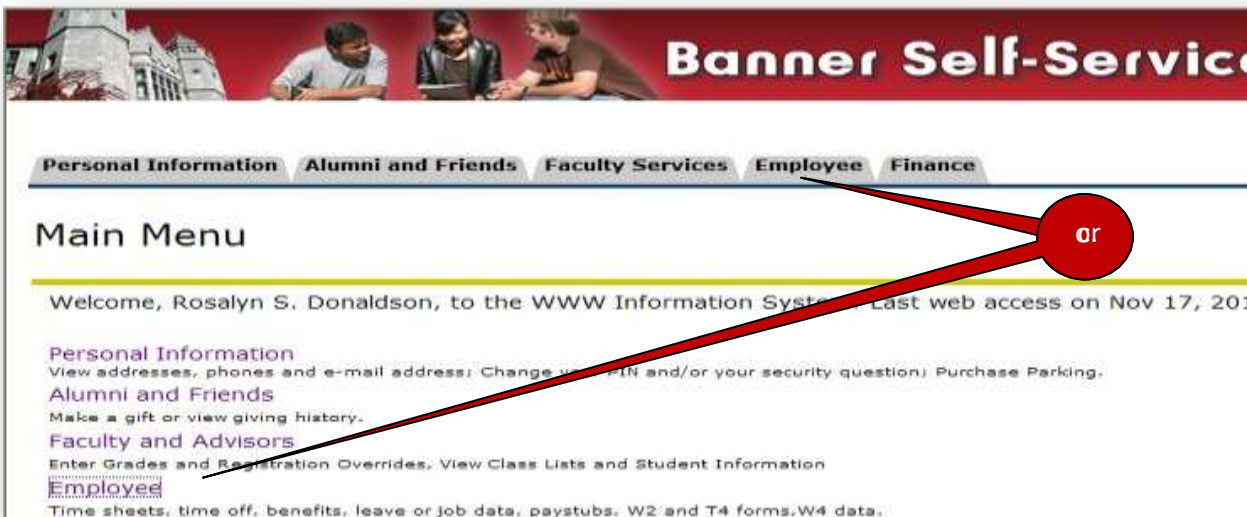 Banner Self-Servic
Personal Information Alumni and Friends Faculty Services Employee Finance
Main Menu
or
Welcome, Rosalyn S. Donaldson, to the WWW Information System. Last web access on Nov 17, 201
Personal Information
View addresses, phones and e-mail address; Change your PIN and/or your security question; Purchase Parking.
Alumni and Friends
Make a gift or view giving history.
Faculty and Advisors
Enter Grades and Registration Overrides, View Class Lists and Student Information
Employee
Time sheets, time off, benefits, leave or job data, paystubs, W2 and T4 forms,W4 data.